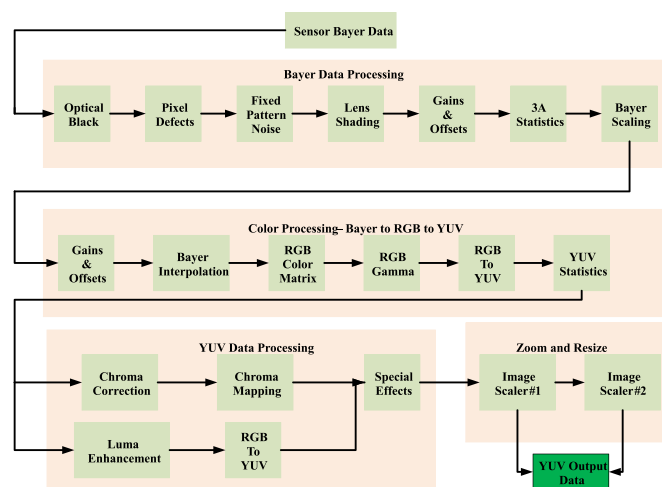 Sensor Bayer Data
Bayer Data Processing
Optical
Black
Pixel
Defects
Fixed
Pattern
Noise
Lens
Shading
Gains
&
Offsets
3A
Statistics
Bayer
Scaling
Color Processing– Bayer to RGB to YUV
Gains
&
Offsets
Bayer
Interpolation
RGB
Color
Matrix
RGB
Gamma
RGB
To
YUV
YUV
Statistics
YUV Data Processing
Chroma
Correction
Chroma
Mapping
Special
Effects
Luma
Enhancement
RGB
To
YUV
Zoom and Resize
Image
Scaler#1
Image
Scaler#2
YUV Output
Data